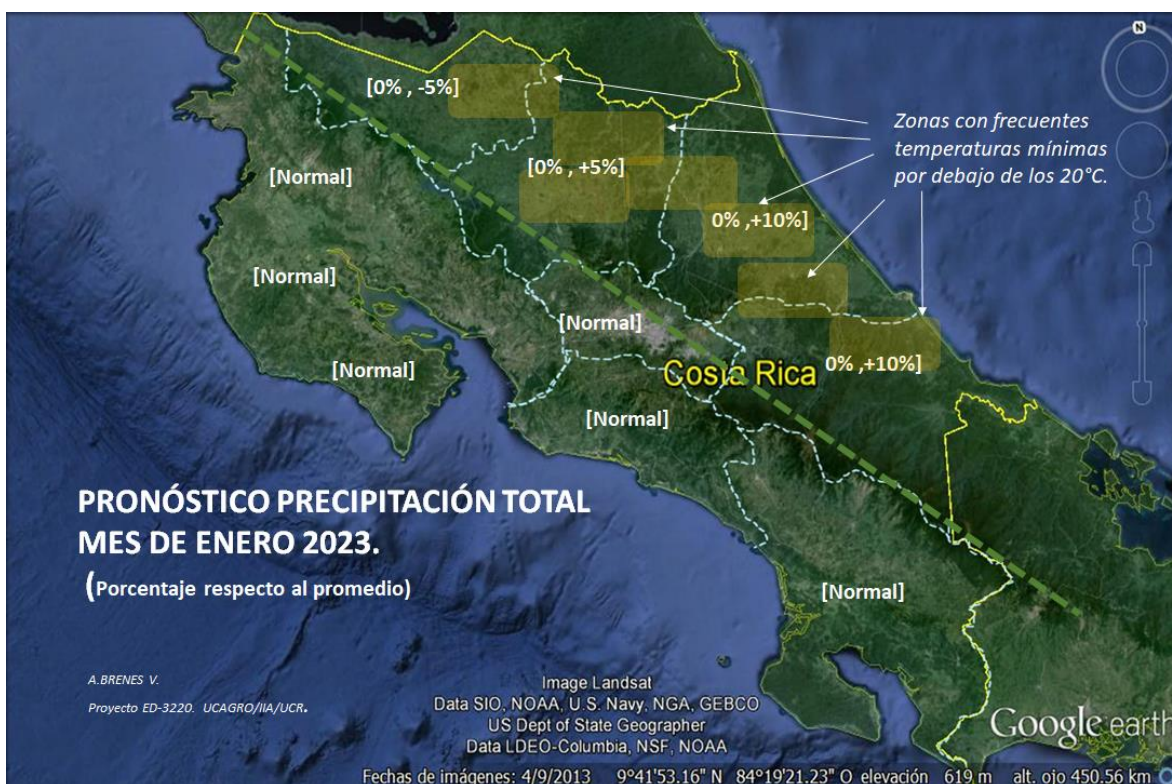 N
[0% , -5%]
Zonas con frecuentes
temperaturas mínimas
por debajo de los 20°C.
[Normal]
[0% , +5%]
0% ,+10%]
[Normal]
[Normal]
0% ,+10%]
[Normal]
Costa Rica
[Normal]
PRONÓSTICO PRECIPITACIÓN TOTAL
MES DE ENERO 2023.
(Porcentaje respecto al promedio)
[Normal]
A.BRENES V.
Proyecto ED-3220. UCAGRO/IIA/UCR.
Image Landsat
Data SIO, NOAA, U.S. Navy, NGA, GEBCO
US Dept of State Geographer
Data LDEO-Columbia, NSF, NOAA
Google earth
Fechas de imágenes: 4/9/2013 9°41'53.16" N 84°19'21.23" O elevación 619 m alt. ojo 450.56 km